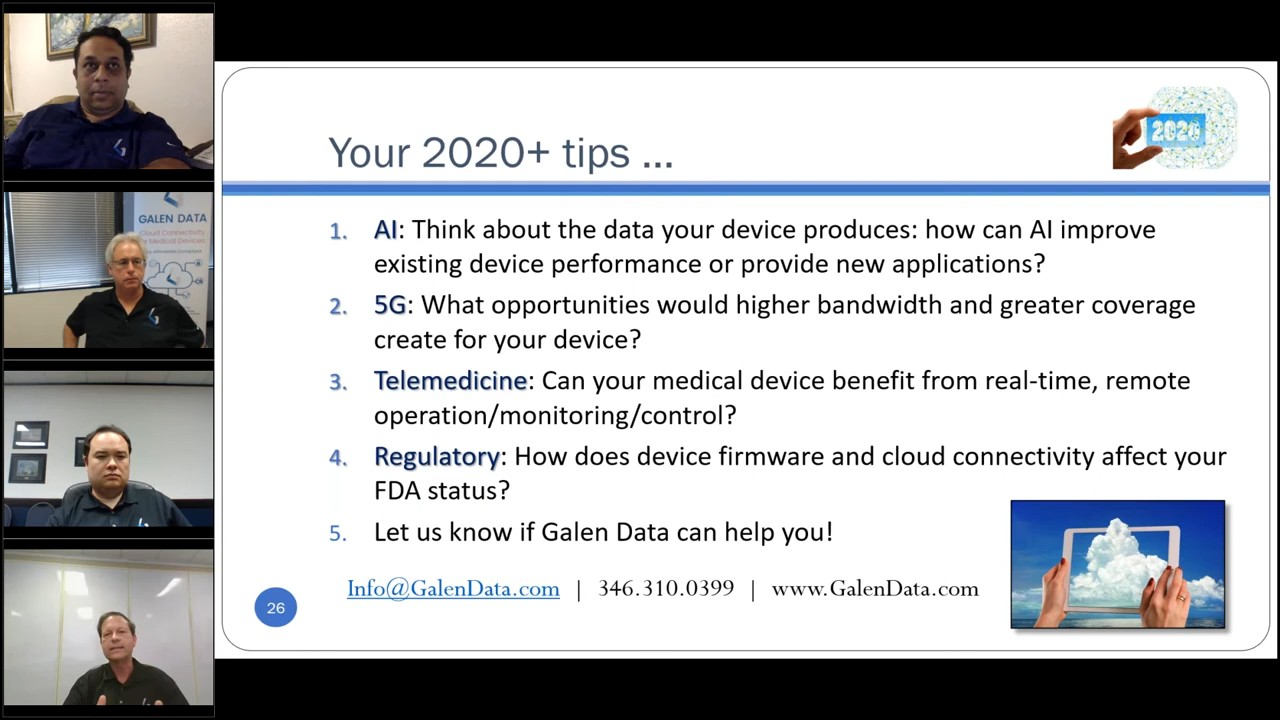 GALEN DATA
Cloud Connectivity
Medical Devices
Your 2020+ tips ...
2020
1. AI: Think about the data your device produces: how can AI improve
existing device performance or provide new applications?
2. 5G: What opportunities would higher bandwidth and greater coverage
create for your device?
3. Telemedicine: Can your medical device benefit from real-time, remote
operation/monitoring/control?
4. Regulatory: How does device firmware and cloud connectivity affect your
FDA status?
5. Let us know if Galen Data can help you!
Info@GalenData.com | 346.310.0399 | www.GalenData.com
26